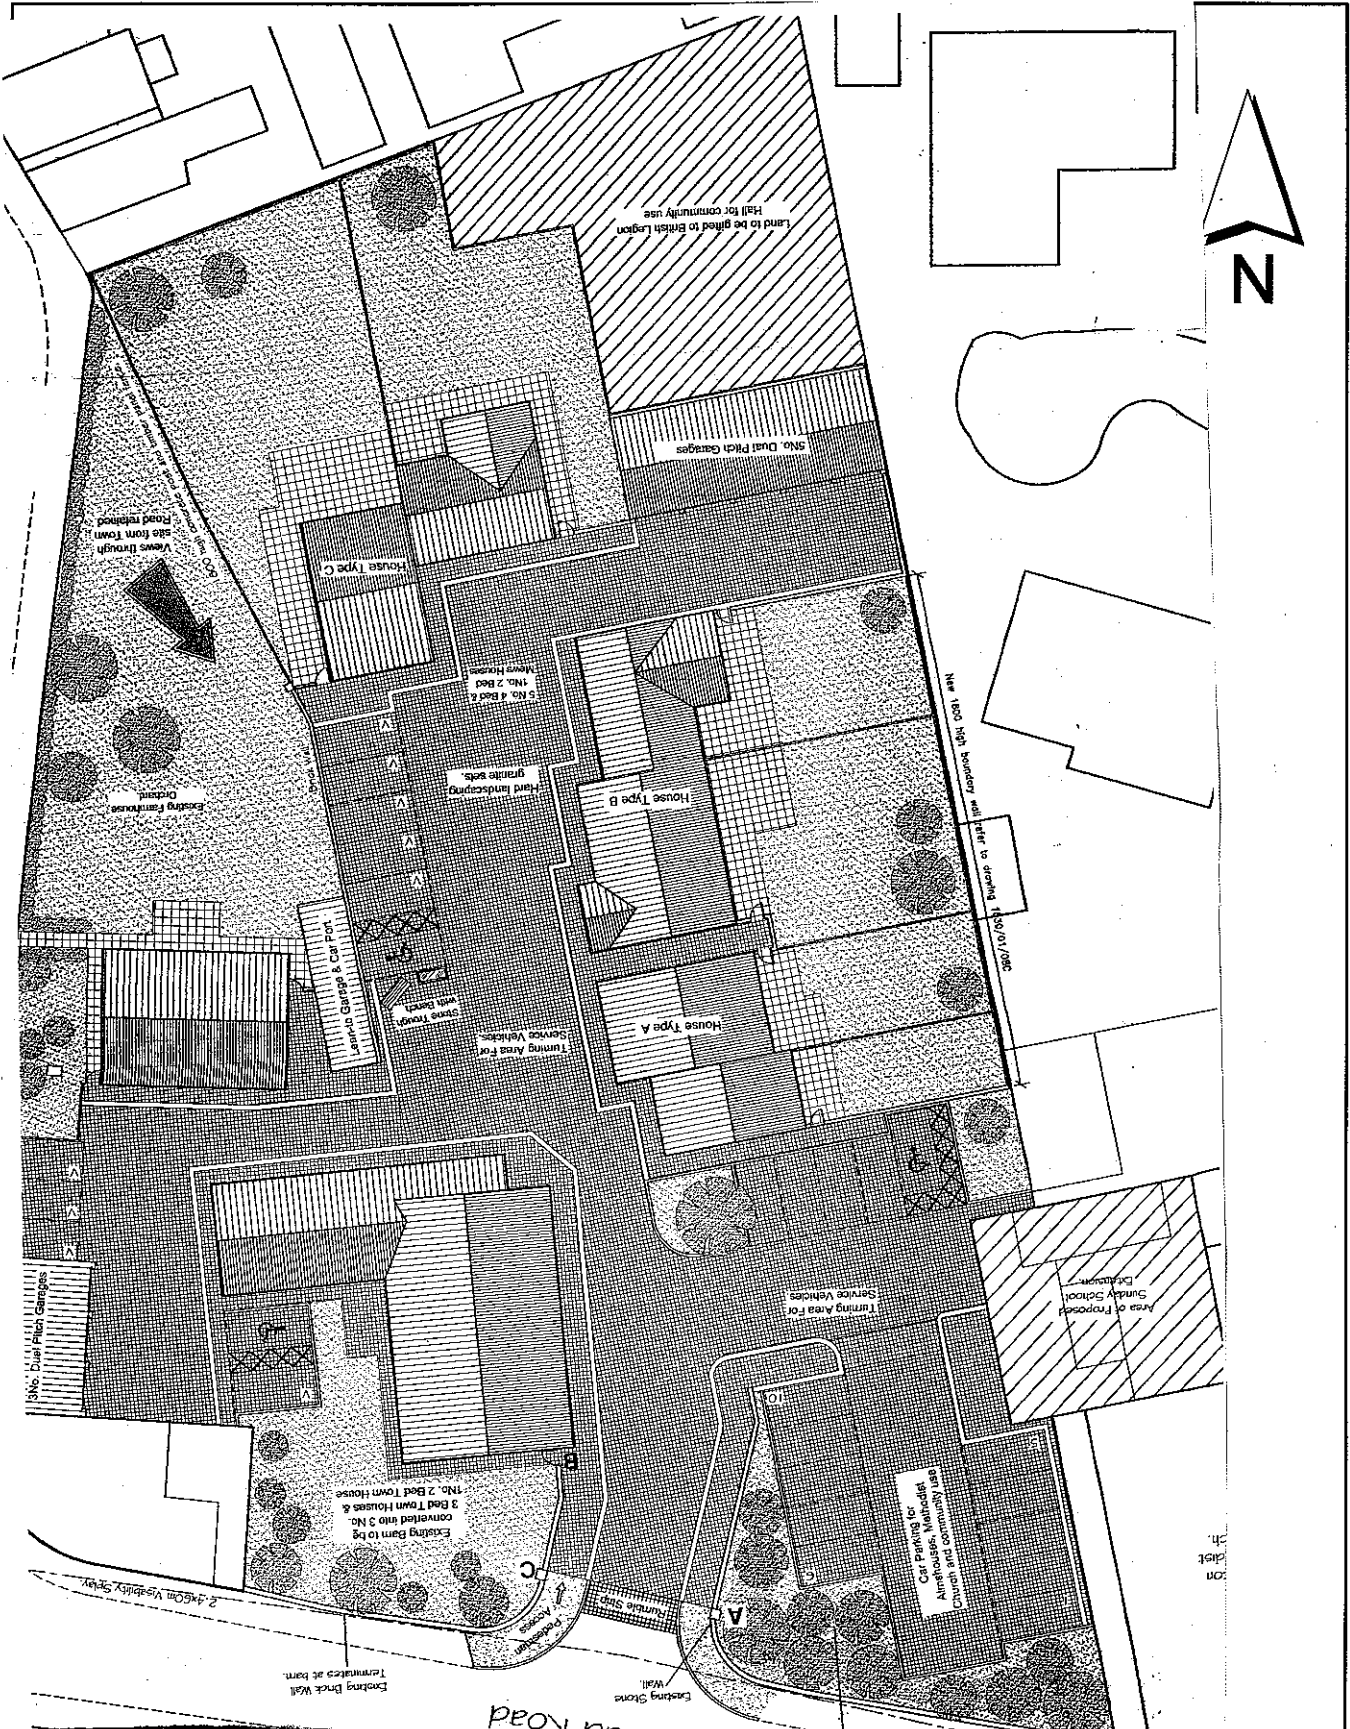 N
Land to be gifted to British Legion
Hall for community use
5No. Dual Pitch Garages
Views through
site from Town
Road retained
House Type C
5 No. 4 Bed &
1No. 2 Bed
Mews Houses
Hard landscaping
granite sets.
House Type B
New 1800 high boundary wall refer to drawing
Existing Farmhouse
Orchard
Lean-to Garage & Car Port
Stone Trough
with Bench
Turning Area For
Service Vehicles
House Type A
V
V
V
V
V
V
V
V
3No. Dual Pitch Garages
V
Turning Area For
Service Vehicles
Area of Proposed
Sunday School
Extension.
10
B
Existing Barn to be
converted into 3 No.
3 Bed Town Houses &
1No. 2 Bed Town House
Car Parking for
Almshouses, Methodist
Church and community use
C
A
Rumble Strip
Pedestrian
Access
2.4x60m Visability Splay
Existing Brick Wall
Terminates at barn.
Existing Stone
Wall.
Road